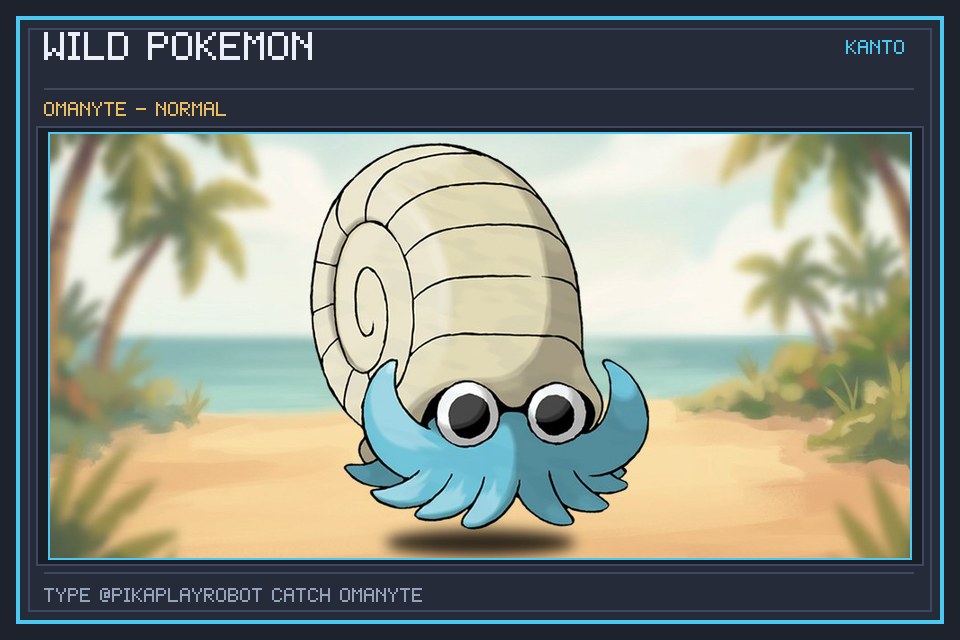 WILD POKEMON
KANTO
OMANYTE - NORMAL
TYPE @PIKAPLAYROBOT CATCH OMANYTE